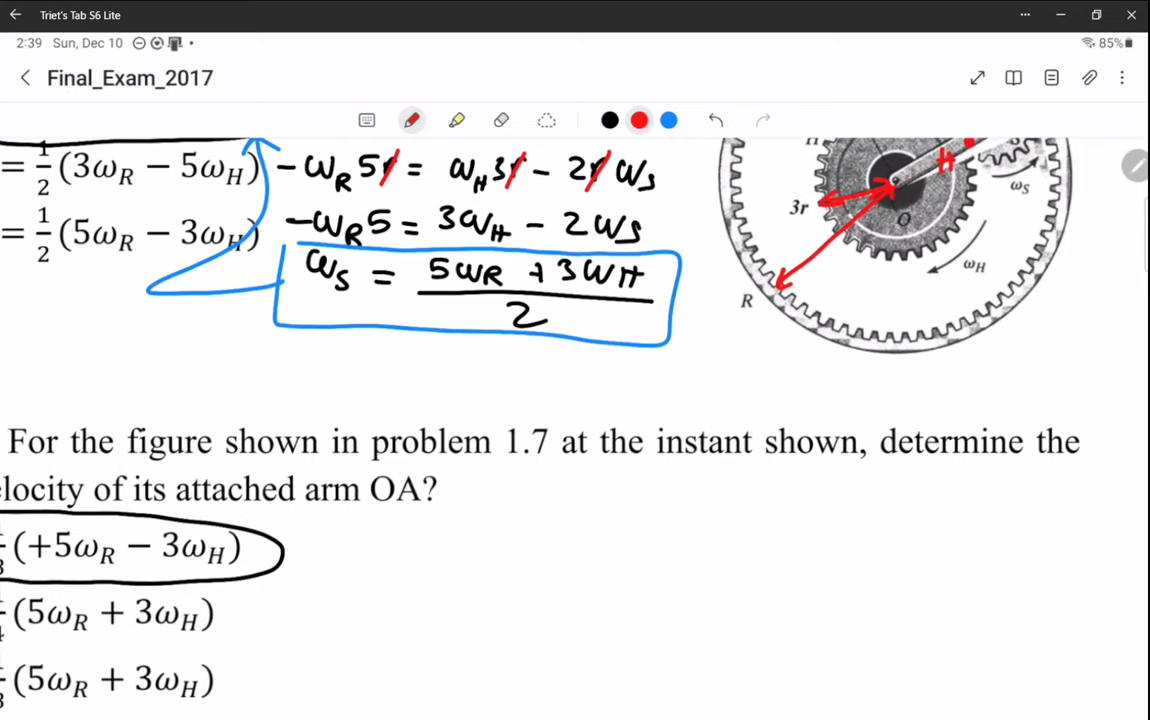 Triet's Tab S6 Lite
2:39 Sun, Dec 10
85%
Final_Exam_2017
= 1/2 (3ω_R − 5ω_H)
= 1/2 (5ω_R − 3ω_H)
-ω_R 5r = ω_H 3r - 2r ω_S
-ω_R 5 = 3ω_H - 2ω_S
ω_S = (5ω_R + 3ω_H) / 2
H
3r
O
ω_S
ω_H
R
For the figure shown in problem 1.7 at the instant shown, determine the
locity of its attached arm OA?
(+5ω_R − 3ω_H)
(5ω_R + 3ω_H)
(5ω_R + 3ω_H)